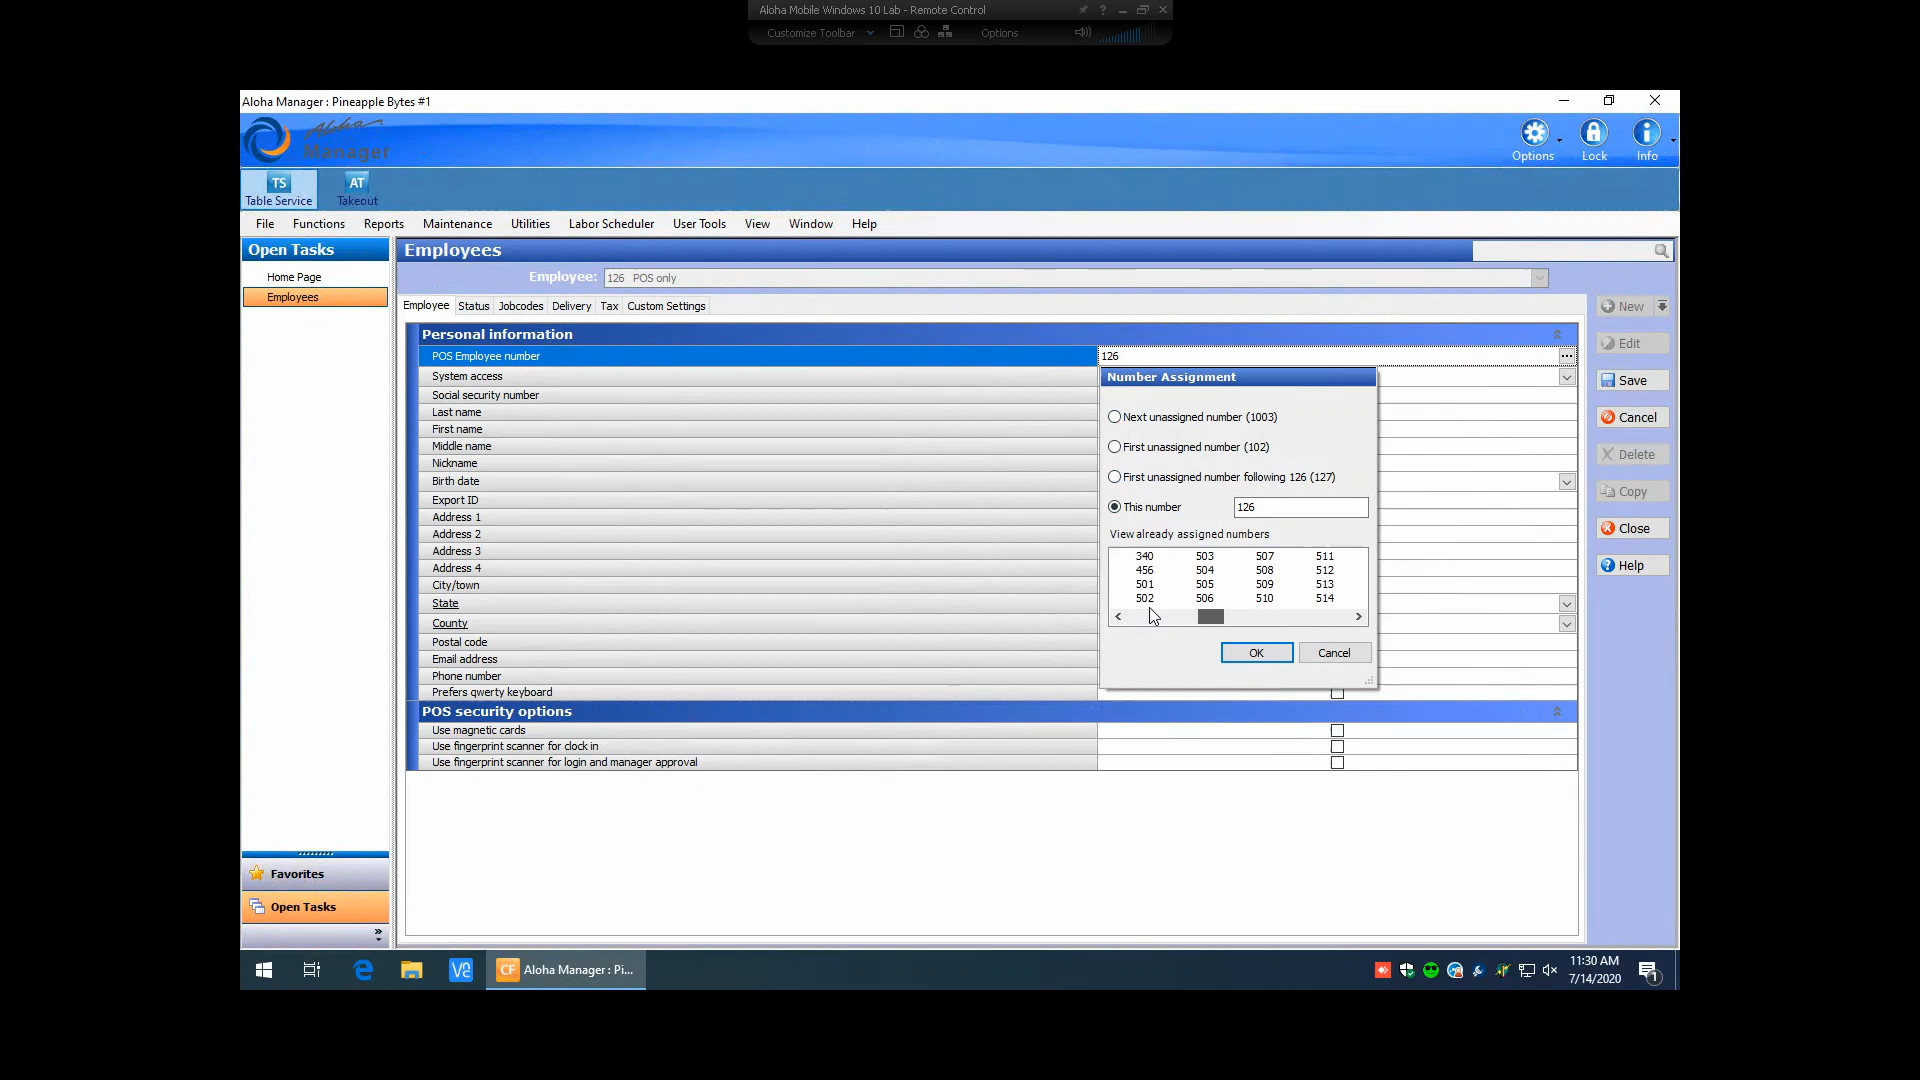 Aloha Mobile Windows 10 Lab - Remote Control
Customize Toolbar
Options
Aloha Manager : Pineapple Bytes #1
Aloha
Manager
Options
Lock
Info
TS
Table Service
AT
Takeout
File Functions Reports Maintenance Utilities Labor Scheduler User Tools View Window Help
Open Tasks
Home Page
Employees
Employees
Employee: 126 POS only
Employee Status Jobcodes Delivery Tax Custom Settings
Personal information
POS Employee number 126
System access
Social security number
Last name
First name
Middle name
Nickname
Birth date
Export ID
Address 1
Address 2
Address 3
Address 4
City/town
State
County
Postal code
Email address
Phone number
Prefers qwerty keyboard
POS security options
Use magnetic cards
Use fingerprint scanner for clock in
Use fingerprint scanner for login and manager approval
Number Assignment
Next unassigned number (1003)
First unassigned number (102)
First unassigned number following 126 (127)
This number 126
View already assigned numbers
340 503 507 511
456 504 508 512
501 505 509 513
502 506 510 514
OK Cancel
New
Edit
Save
Cancel
Delete
Copy
Close
Help
Favorites
Open Tasks
CF Aloha Manager : Pi...
11:30 AM
7/14/2020
1